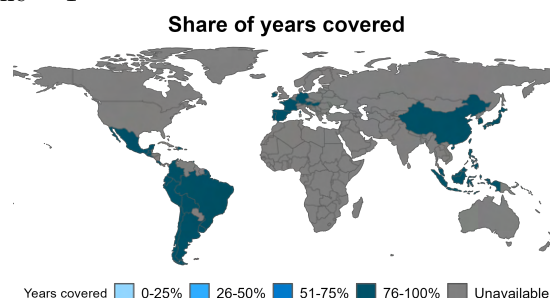 Share of years covered
Years covered 0-25% 26-50% 51-75% 76-100% Unavailable